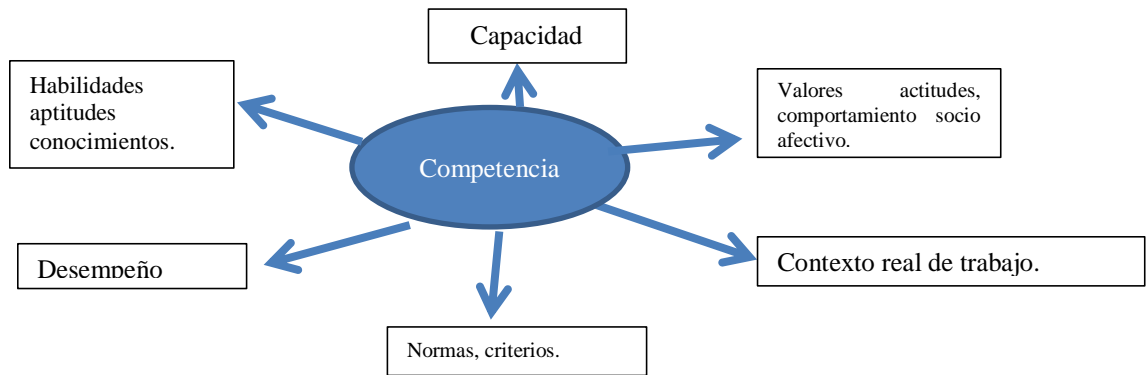 Capacidad
Habilidades
aptitudes
conocimientos.
Valores actitudes,
comportamiento socio
afectivo.
Competencia
Desempeño
Contexto real de trabajo.
Normas, criterios.